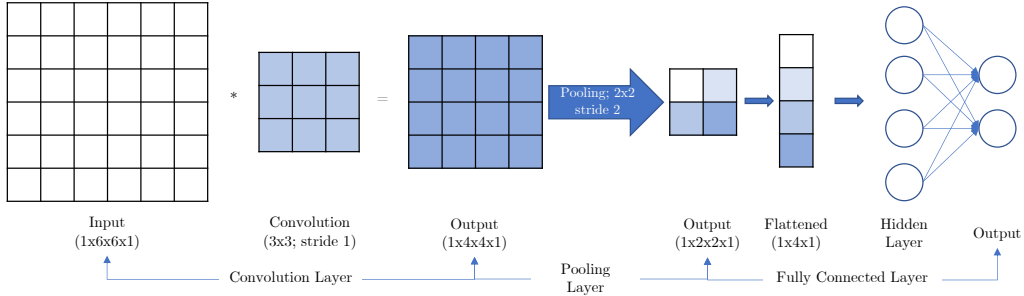 *
=
Pooling; 2x2
stride 2
Input
(1x6x6x1)
Convolution
(3x3; stride 1)
Output
(1x4x4x1)
Output
(1x2x2x1)
Flattened
(1x4x1)
Hidden
Layer
Output
Convolution Layer
Pooling
Layer
Fully Connected Layer